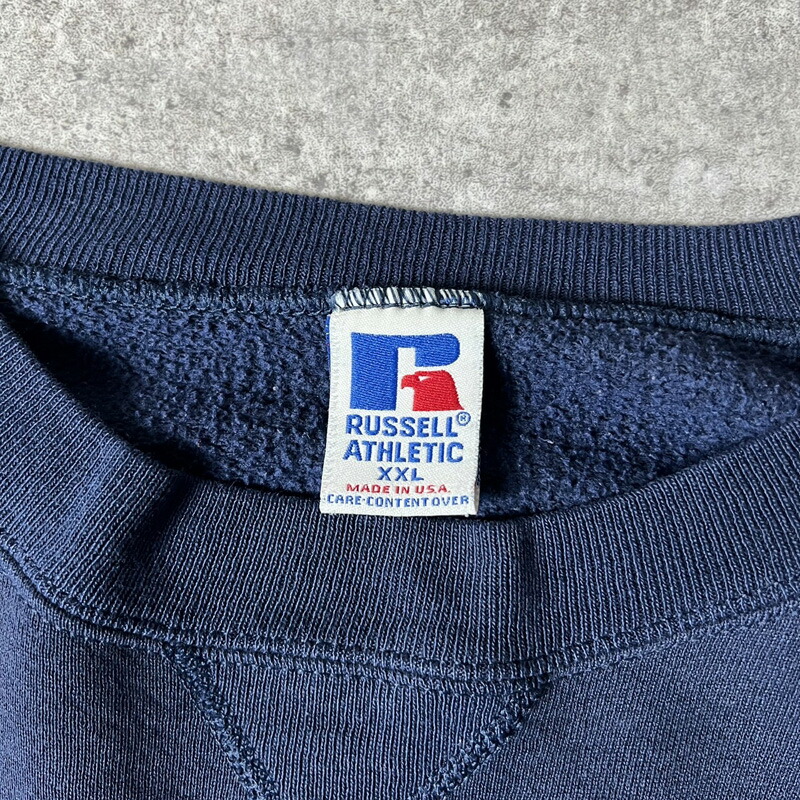 RUSSELL®
ATHLETIC
XXL
MADE IN U.S.A.
CARE·CONTENT OVER